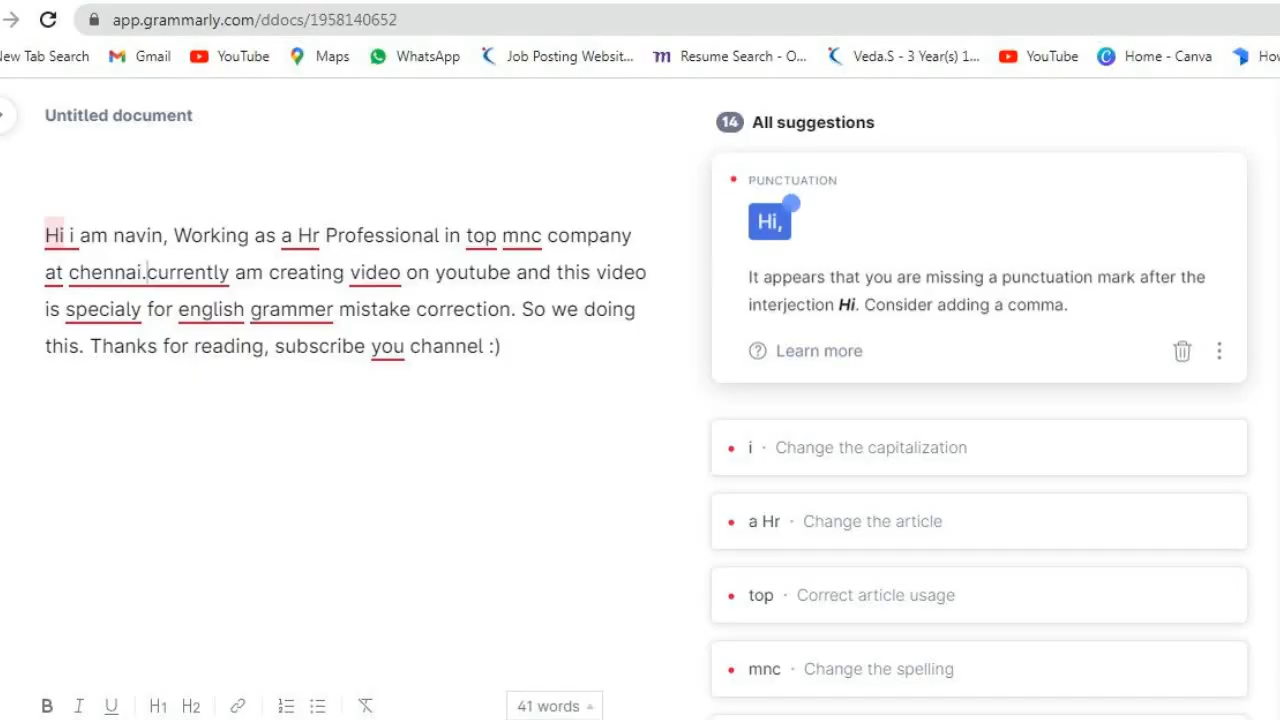 app.grammarly.com/ddocs/1958140652
New Tab Search Gmail YouTube Maps WhatsApp Job Posting Websit... Resume Search - O... Veda.S - 3 Year(s) 1... YouTube Home - Canva How
Untitled document
14 All suggestions
PUNCTUATION
Hi,
Hi i am navin, Working as a Hr Professional in top mnc company
at chennai.currently am creating video on youtube and this video
is specialy for english grammer mistake correction. So we doing
this. Thanks for reading, subscribe you channel :)
It appears that you are missing a punctuation mark after the
interjection Hi. Consider adding a comma.
Learn more
i · Change the capitalization
a Hr · Change the article
top · Correct article usage
mnc · Change the spelling
B I U H1 H2 41 words